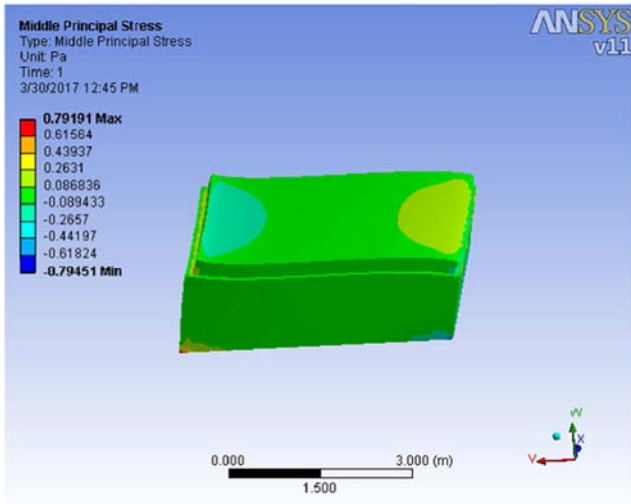 Middle Principal Stress
Type: Middle Principal Stress
Unit: Pa
Time: 1
3/30/2017 12:45 PM
0.79191 Max
0.61564
0.43937
0.2631
0.086836
-0.089433
-0.2657
-0.44197
-0.61824
-0.79451 Min
ANSYS
v11
0.000
3.000 (m)
1.500
X